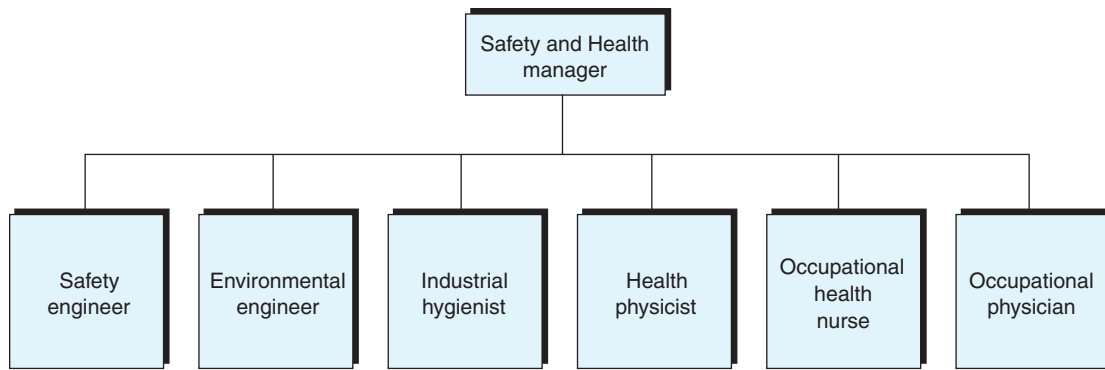 Safety and Health
manager
Safety
engineer
Environmental
engineer
Industrial
hygienist
Health
physicist
Occupational
health
nurse
Occupational
physician